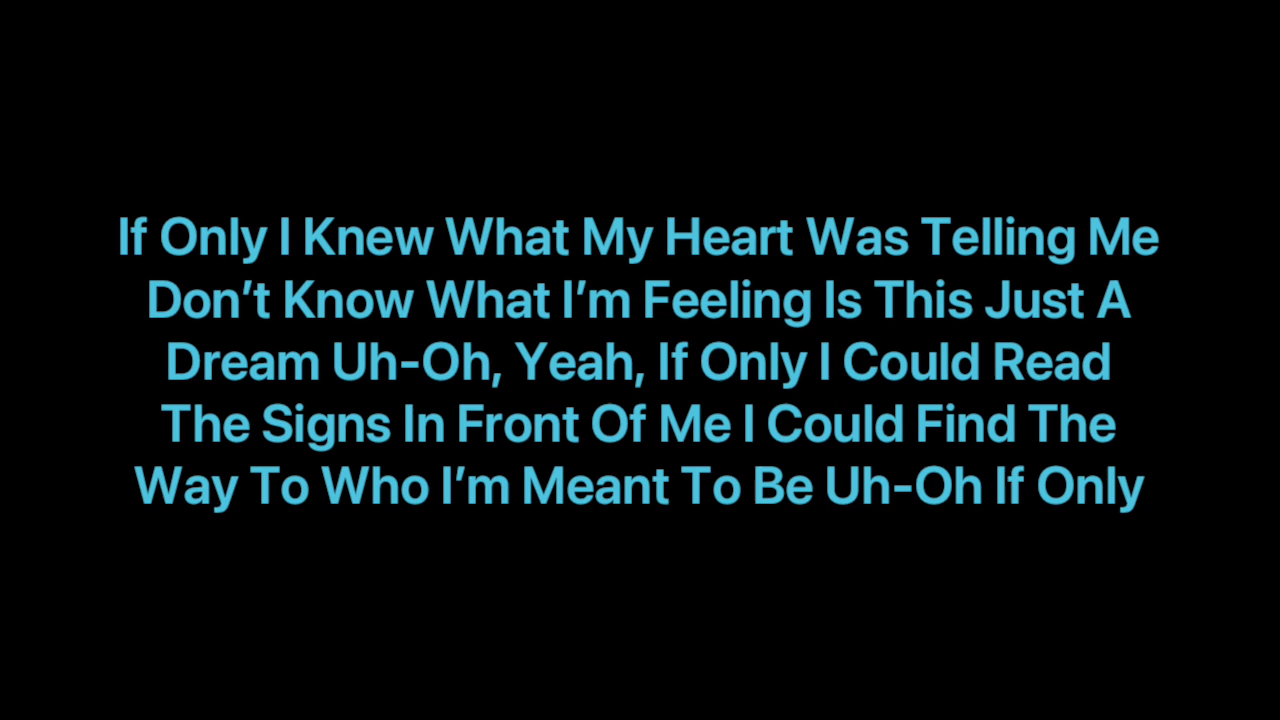 If Only I Knew What My Heart Was Telling Me
Don’t Know What I’m Feeling Is This Just A
Dream Uh-Oh, Yeah, If Only I Could Read
The Signs In Front Of Me I Could Find The
Way To Who I’m Meant To Be Uh-Oh If Only